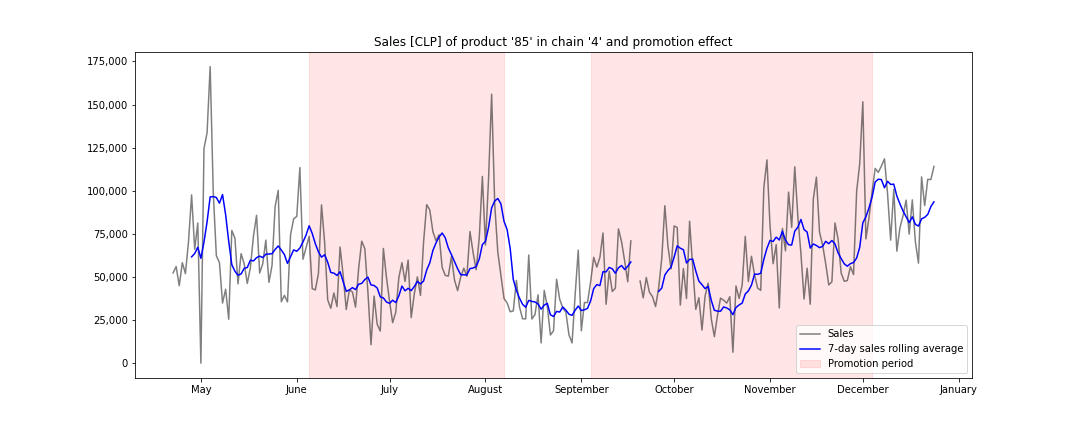 Sales [CLP] of product '85' in chain '4' and promotion effect
175,000
150,000
125,000
100,000
75,000
50,000
25,000
0
Sales
7-day sales rolling average
Promotion period
May June July August September October November December January